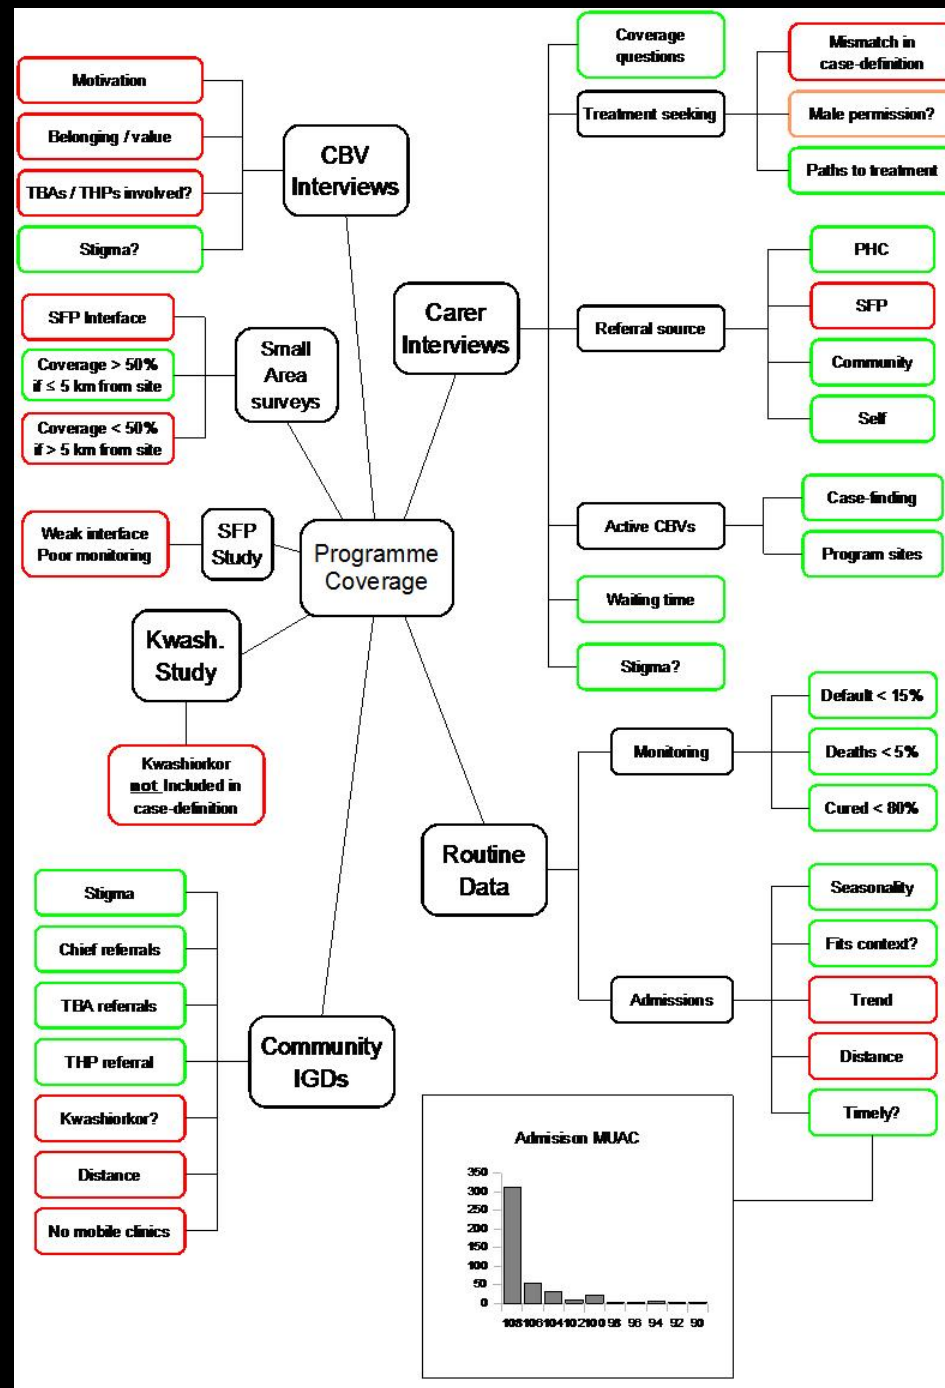 Motivation
Belonging / value
TBAs / THPs involved?
Stigma?
CBV
Interviews
SFP Interface
Coverage > 50%
if ≤ 5 km from site
Coverage < 50%
if > 5 km from site
Small
Area
surveys
Weak interface
Poor monitoring
SFP
Study
Programme
Coverage
Kwash.
Study
Kwashiorkor
not Included in
case-definition
Carer
Interviews
Coverage
questions
Treatment seeking
Mismatch in
case-definition
Male permission?
Paths to treatment
Referral source
PHC
SFP
Community
Self
Active CBVs
Case-finding
Program sites
Waiting time
Stigma?
Routine
Data
Monitoring
Default < 15%
Deaths < 5%
Cured < 80%
Admissions
Seasonality
Fits context?
Trend
Distance
Timely?
Stigma
Chief referrals
TBA referrals
THP referral
Kwashiorkor?
Distance
No mobile clinics
Community
IGDs
Admisison MUAC
350
300
250
200
150
100
50
0
108 106 104 102 100 98 96 94 92 90